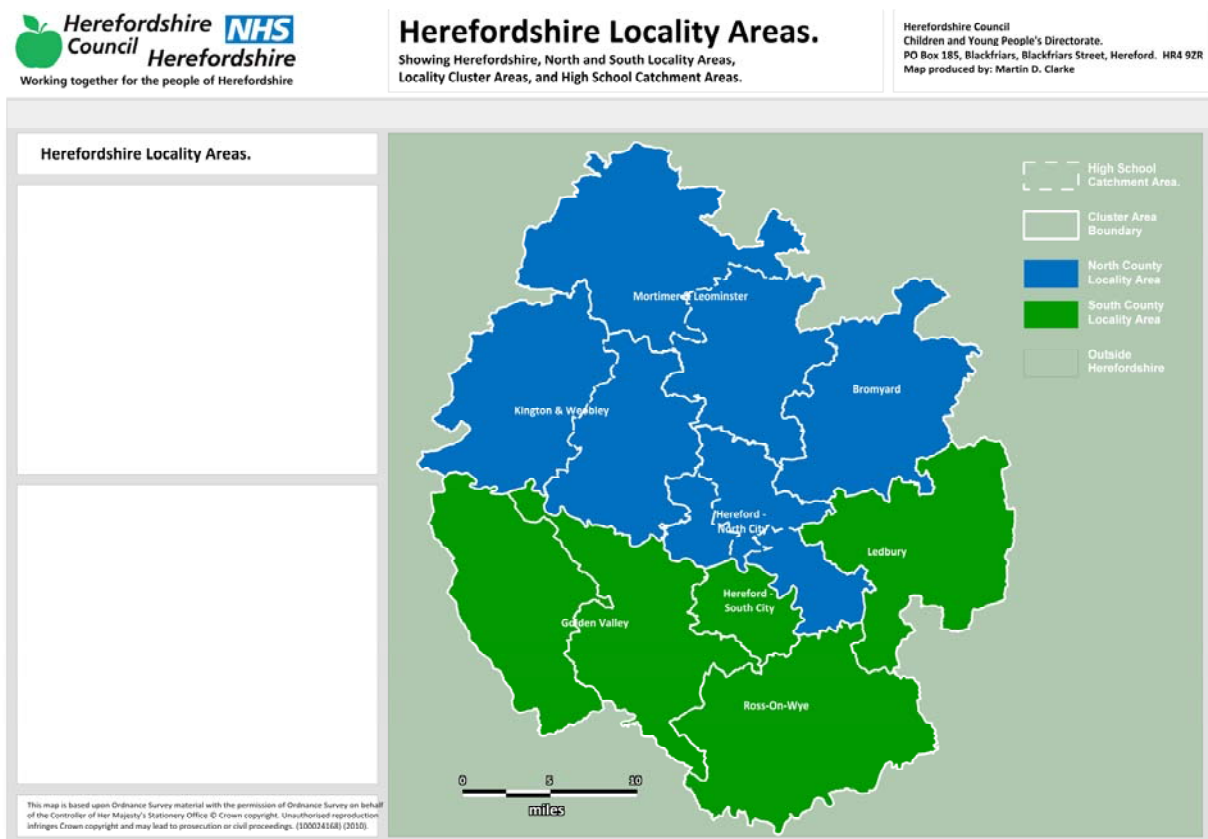 Herefordshire
Council
NHS
Herefordshire
Working together for the people of Herefordshire
Herefordshire Locality Areas.
Showing Herefordshire, North and South Locality Areas,
Locality Cluster Areas, and High School Catchment Areas.
Herefordshire Council
Children and Young People's Directorate.
PO Box 185, Blackfriars, Blackfriars Street, Hereford. HR4 9ZR
Map produced by: Martin D. Clarke
Herefordshire Locality Areas.
High School
Catchment Area.
Cluster Area
Boundary
North County
Locality Area
South County
Locality Area
Outside
Herefordshire
Mortimer & Leominster
Bromyard
Kington & Weobley
Hereford -
North City
Ledbury
Hereford -
South City
Golden Valley
Ross-On-Wye
0 5 10
miles
This map is based upon Ordnance Survey material with the permission of Ordnance Survey on behalf
of the Controller of Her Majesty's Stationery Office © Crown copyright. Unauthorised reproduction
infringes Crown copyright and may lead to prosecution or civil proceedings. (100024168) (2010).